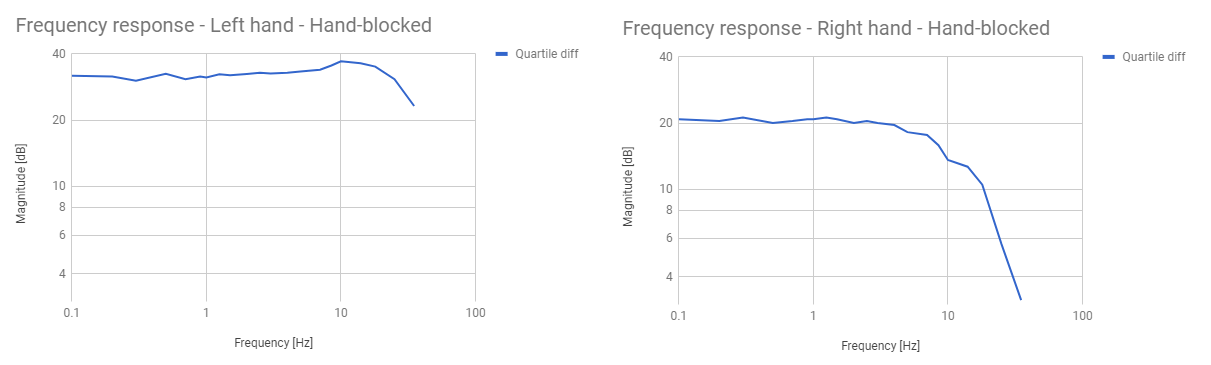 Frequency response - Left hand - Hand-blocked
Quartile diff
40
20
10
8
6
4
Magnitude [dB]
0.1 1 10 100
Frequency [Hz]
Frequency response - Right hand - Hand-blocked
Quartile diff
40
20
10
8
6
4
Magnitude [dB]
0.1 1 10 100
Frequency [Hz]